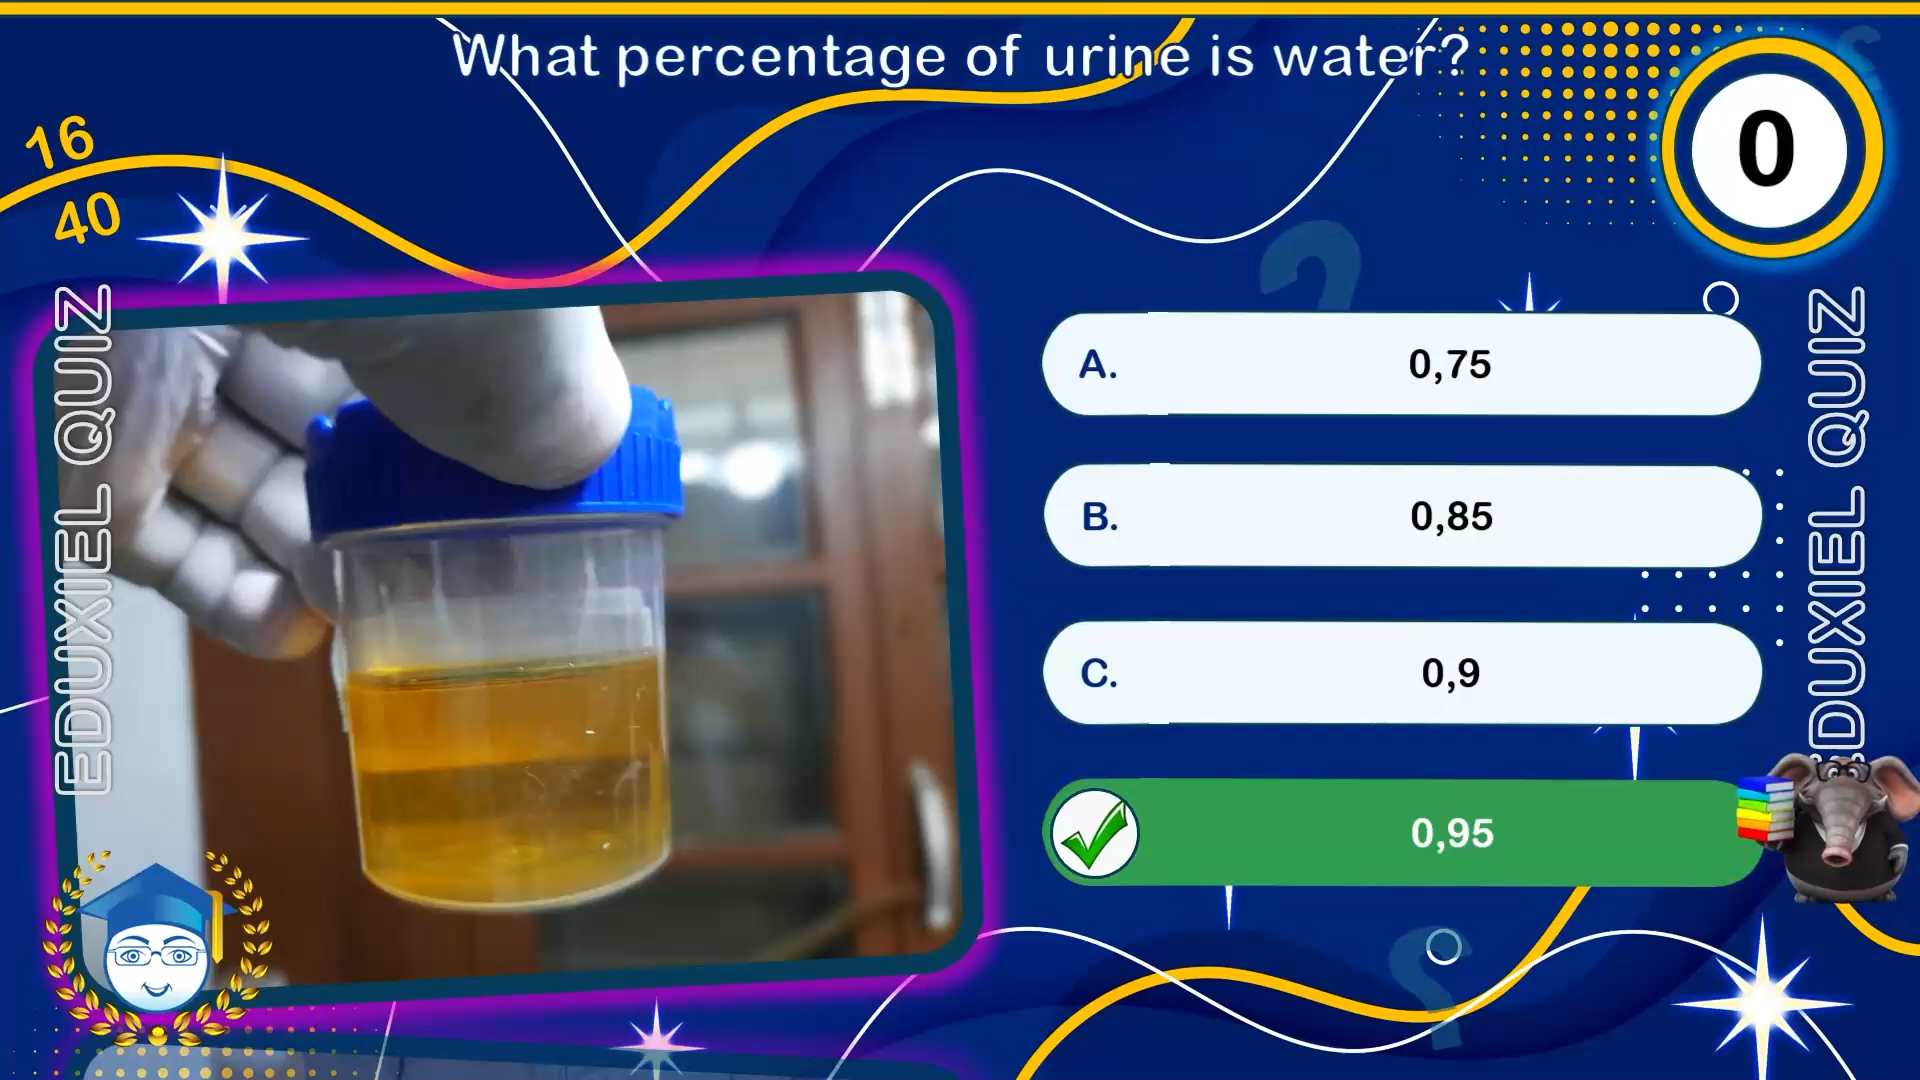 What percentage of urine is water?
16
40
0
EDUXIEL QUIZ
A. 0,75
B. 0,85
C. 0,9
0,95
EDUXIEL QUIZ